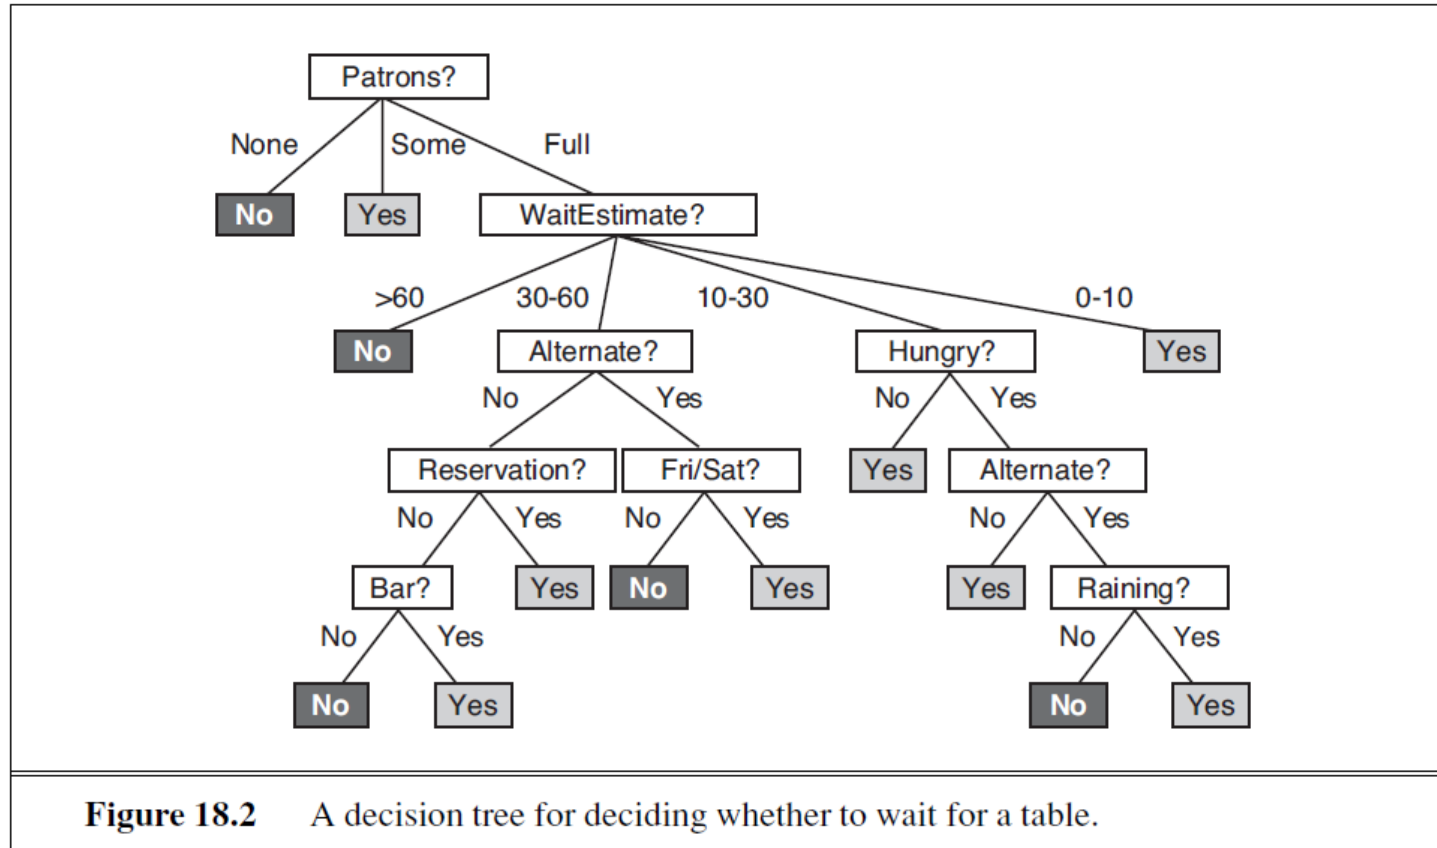 Patrons?
None Some Full
No Yes WaitEstimate?
>60 30-60 10-30 0-10
No Alternate? Hungry? Yes
No Yes No Yes
Reservation? Fri/Sat? Yes Alternate?
No Yes No Yes No Yes
Bar? Yes No Yes Yes Raining?
No Yes No Yes
No Yes No Yes
Figure 18.2 A decision tree for deciding whether to wait for a table.